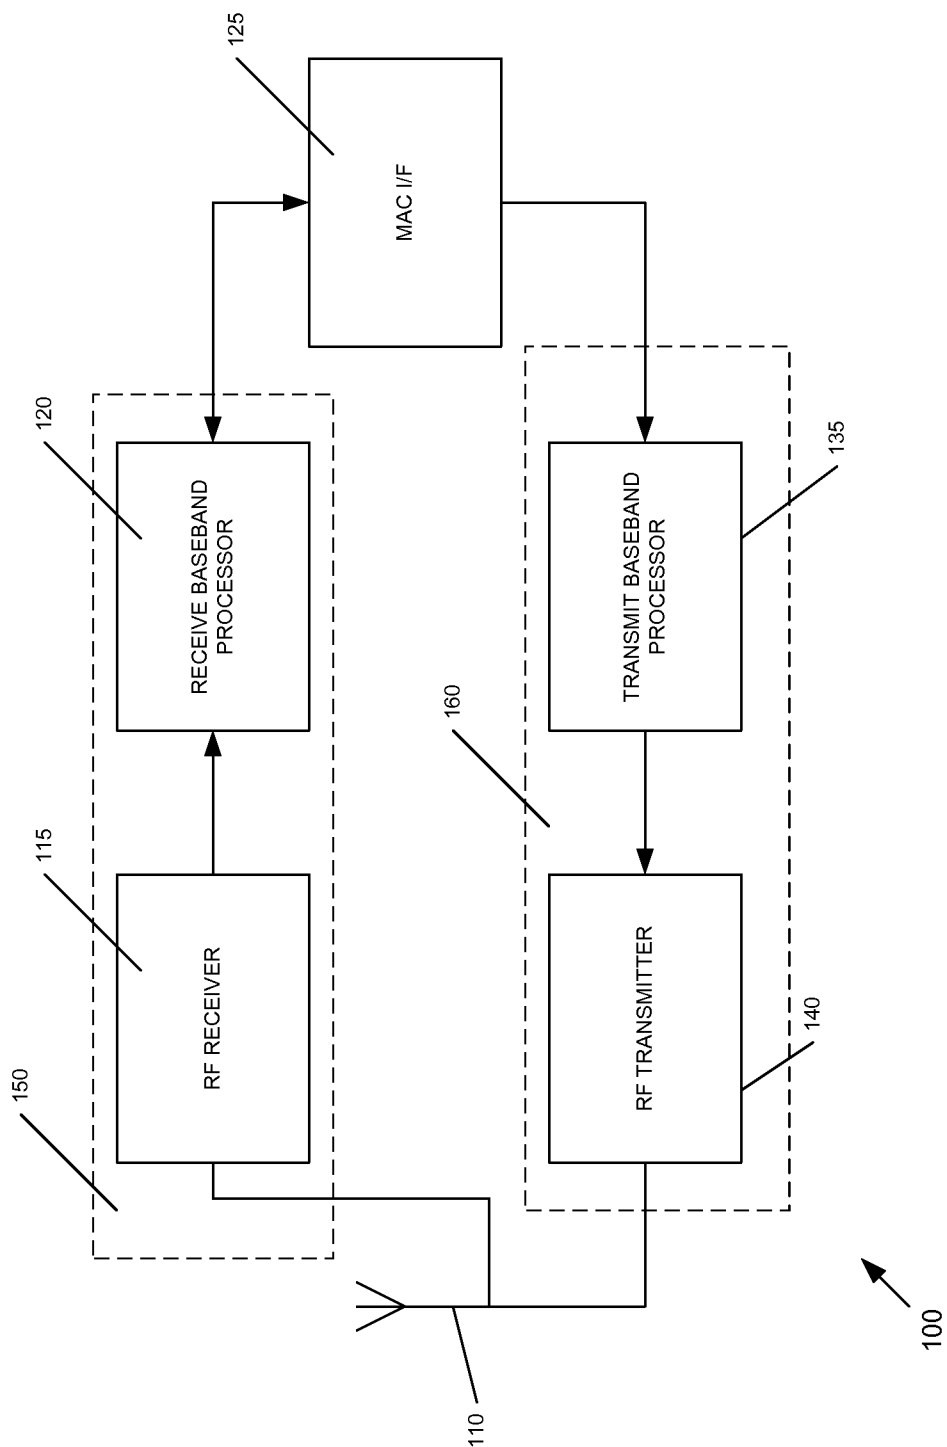 150
115
120
125
RF RECEIVER
RECEIVE BASEBAND
PROCESSOR
MAC I/F
110
160
RF TRANSMITTER
TRANSMIT BASEBAND
PROCESSOR
140
135
100